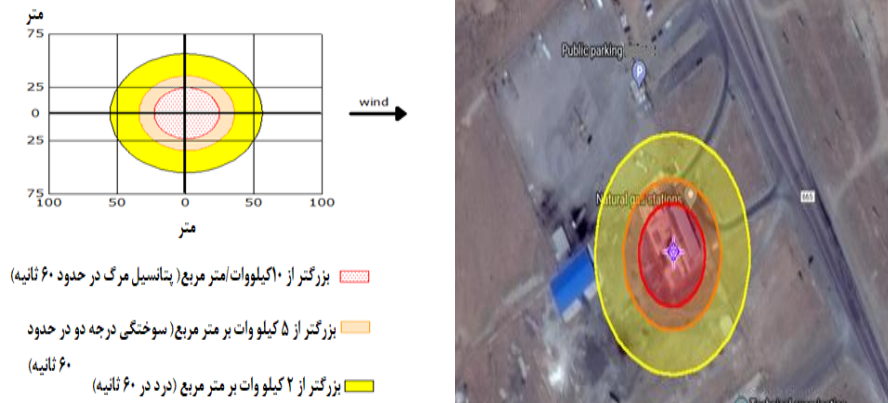 متر
75
25
0
25
75
100
50
0
50
100
متر
wind
بزرگتر از ۱۰کیلووات/متر مربع( پتانسیل مرگ در حدود ۶۰ ثانیه)
بزرگتر از ۵ کیلو وات بر متر مربع( سوختگی درجه دو در حدود
۶۰ ثانیه)
بزرگتر از ۲ کیلو وات بر متر مربع (درد در ۶۰ ثانیه)
Public parking
P
Natural gas stations
665